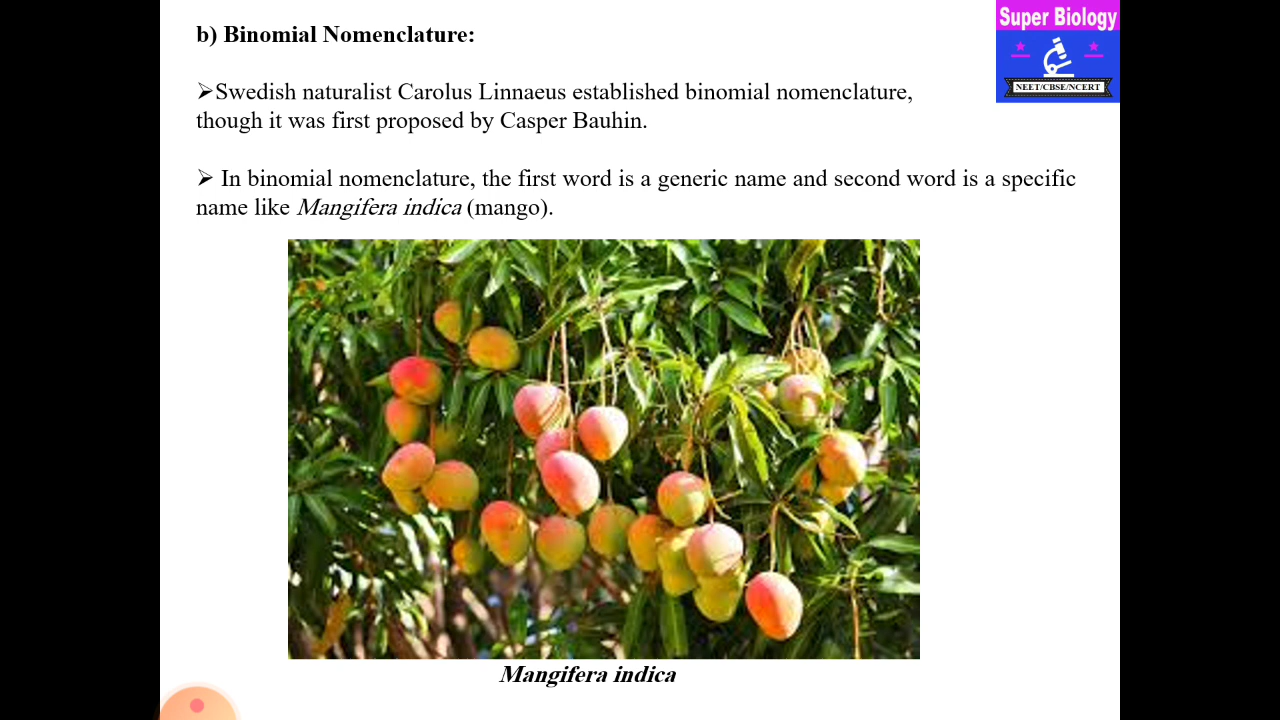 b) Binomial Nomenclature:
Super Biology
NEET/CBSE/NCERT
➢Swedish naturalist Carolus Linnaeus established binomial nomenclature,
though it was first proposed by Casper Bauhin.
➢ In binomial nomenclature, the first word is a generic name and second word is a specific
name like Mangifera indica (mango).
Mangifera indica